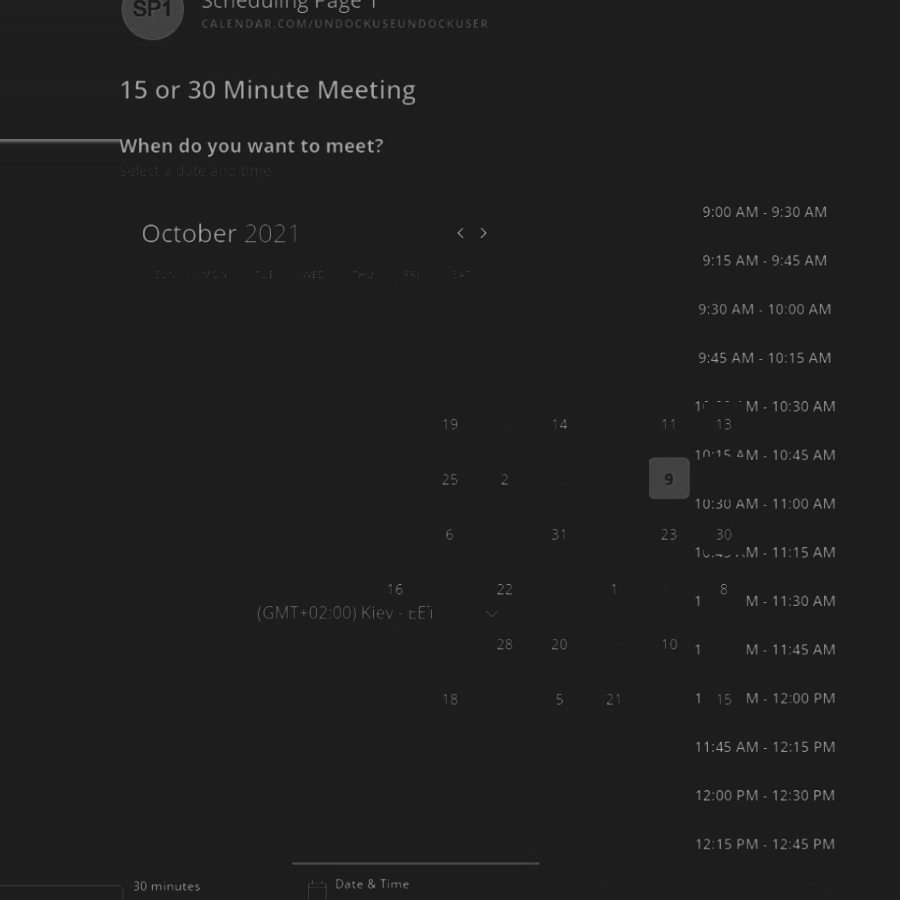 SP1
Scheduling Page 1
CALENDAR.COM/UNDOCKUSEUNDOCKUSER
15 or 30 Minute Meeting
When do you want to meet?
Select a date and time
October 2021
SUN MON TUE WED THU FRI SAT
9:00 AM - 9:30 AM
9:15 AM - 9:45 AM
9:30 AM - 10:00 AM
9:45 AM - 10:15 AM
M - 10:30 AM
19 14 11 13
10:15 AM - 10:45 AM
25 2 9
10:30 AM - 11:00 AM
6 31 23 30
M - 11:15 AM
16 22 1 8
1 M - 11:30 AM
(GMT+02:00) Kiev - EET
28 20 10
1 M - 11:45 AM
18 5 21 15
1 M - 12:00 PM
11:45 AM - 12:15 PM
12:00 PM - 12:30 PM
12:15 PM - 12:45 PM
30 minutes
Date & Time